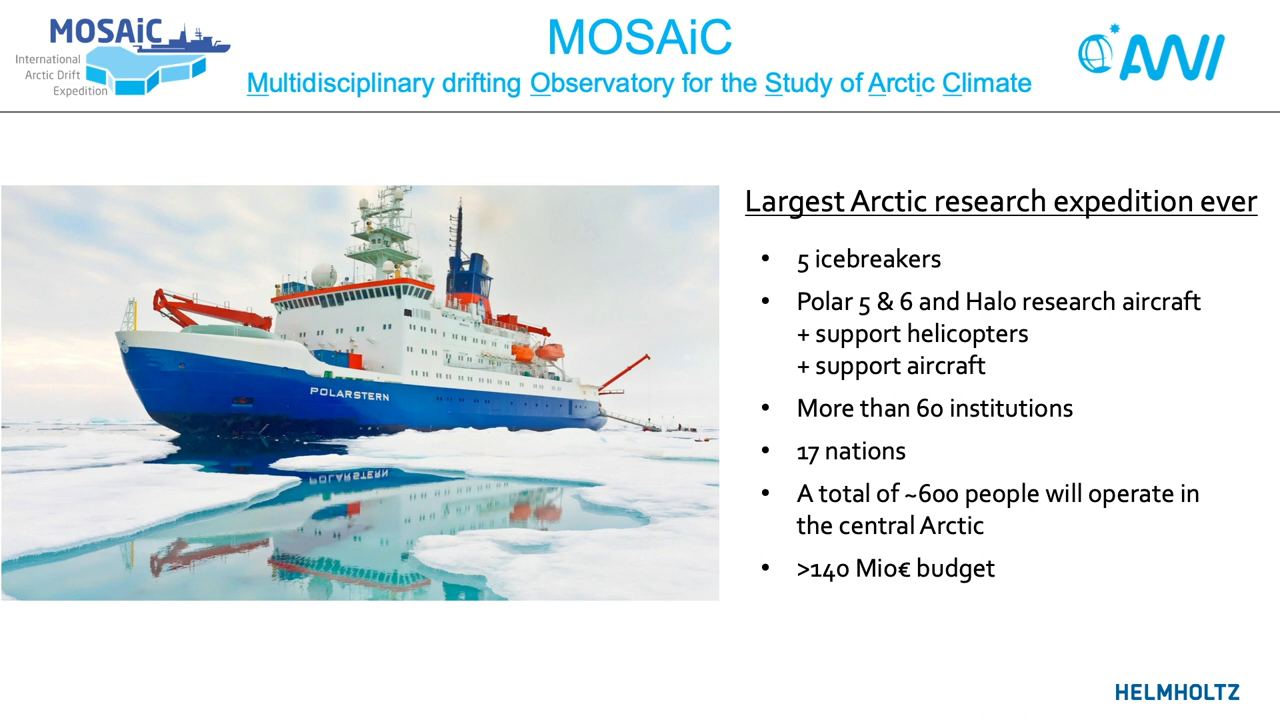 MOSAiC
International
Arctic Drift
Expedition
MOSAiC
Multidisciplinary drifting Observatory for the Study of Arctic Climate
AWI
Largest Arctic research expedition ever
• 5 icebreakers
• Polar 5 & 6 and Halo research aircraft
+ support helicopters
+ support aircraft
• More than 60 institutions
• 17 nations
• A total of ~600 people will operate in
the central Arctic
• >140 Mio€ budget
POLARSTERN
POLARSTERN
HELMHOLTZ